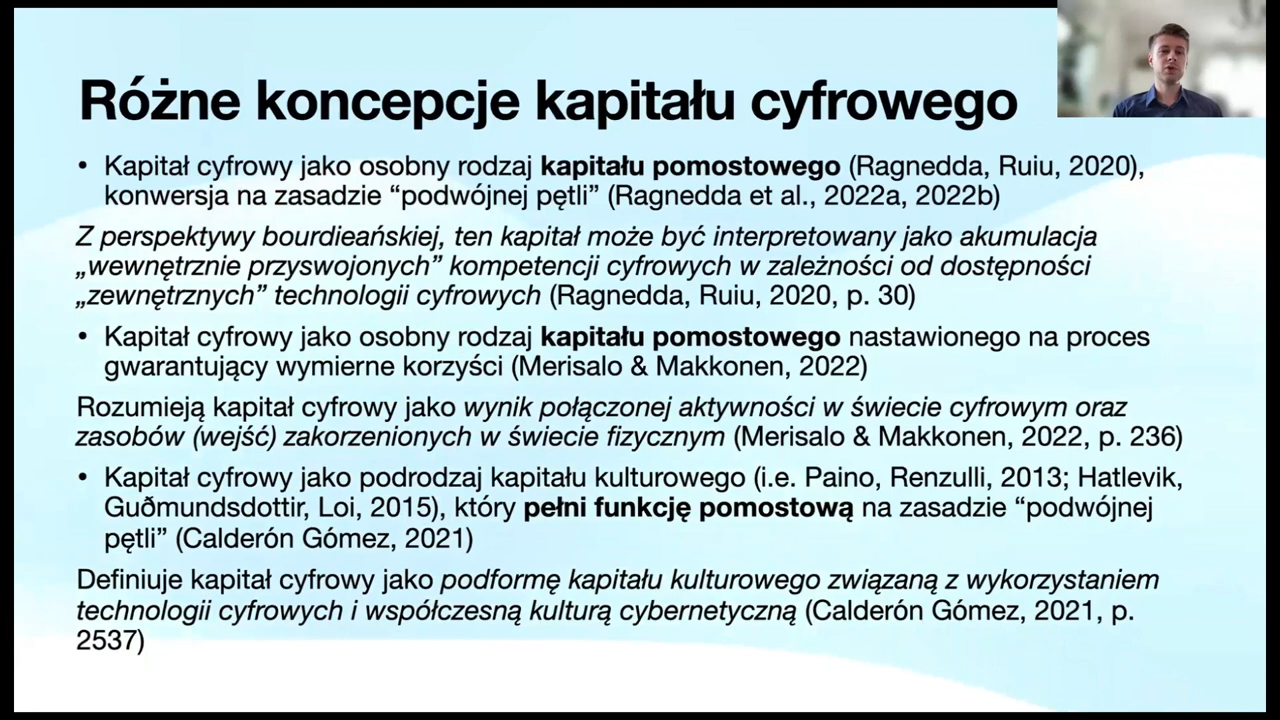 Różne koncepcje kapitału cyfrowego
• Kapitał cyfrowy jako osobny rodzaj kapitału pomostowego (Ragnedda, Ruiu, 2020),
konwersja na zasadzie “podwójnej pętli” (Ragnedda et al., 2022a, 2022b)
Z perspektywy bourdieańskiej, ten kapitał może być interpretowany jako akumulacja
„wewnętrznie przyswojonych” kompetencji cyfrowych w zależności od dostępności
„zewnętrznych” technologii cyfrowych (Ragnedda, Ruiu, 2020, p. 30)
• Kapitał cyfrowy jako osobny rodzaj kapitału pomostowego nastawionego na proces
gwarantujący wymierne korzyści (Merisalo & Makkonen, 2022)
Rozumieją kapitał cyfrowy jako wynik połączonej aktywności w świecie cyfrowym oraz
zasobów (wejść) zakorzenionych w świecie fizycznym (Merisalo & Makkonen, 2022, p. 236)
• Kapitał cyfrowy jako podrodzaj kapitału kulturowego (i.e. Paino, Renzulli, 2013; Hatlevik,
Guðmundsdottir, Loi, 2015), który pełni funkcję pomostową na zasadzie “podwójnej
pętli” (Calderón Gómez, 2021)
Definiuje kapitał cyfrowy jako podformę kapitału kulturowego związaną z wykorzystaniem
technologii cyfrowych i współczesną kulturą cybernetyczną (Calderón Gómez, 2021, p.
2537)